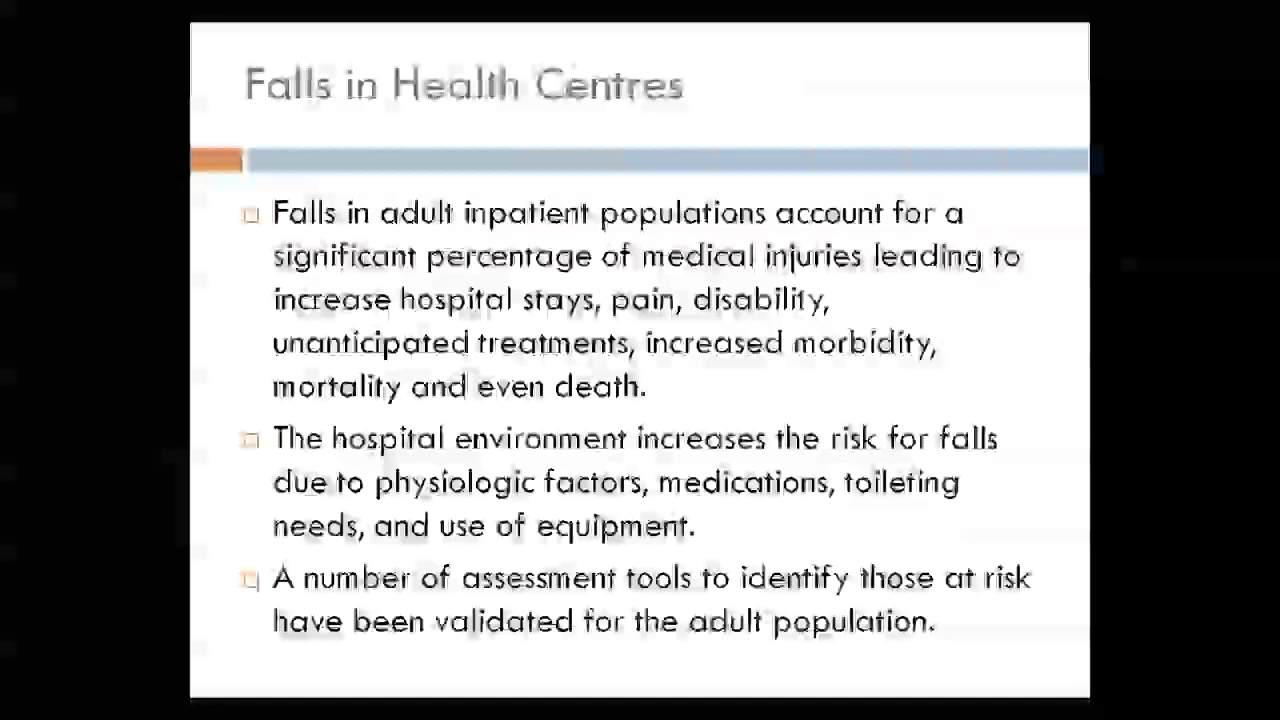 Falls in Health Centres
Falls in adult inpatient populations account for a
significant percentage of medical injuries leading to
increase hospital stays, pain, disability,
unanticipated treatments, increased morbidity,
mortality and even death.
The hospital environment increases the risk for falls
due to physiologic factors, medications, toileting
needs, and use of equipment.
A number of assessment tools to identify those at risk
have been validated for the adult population.